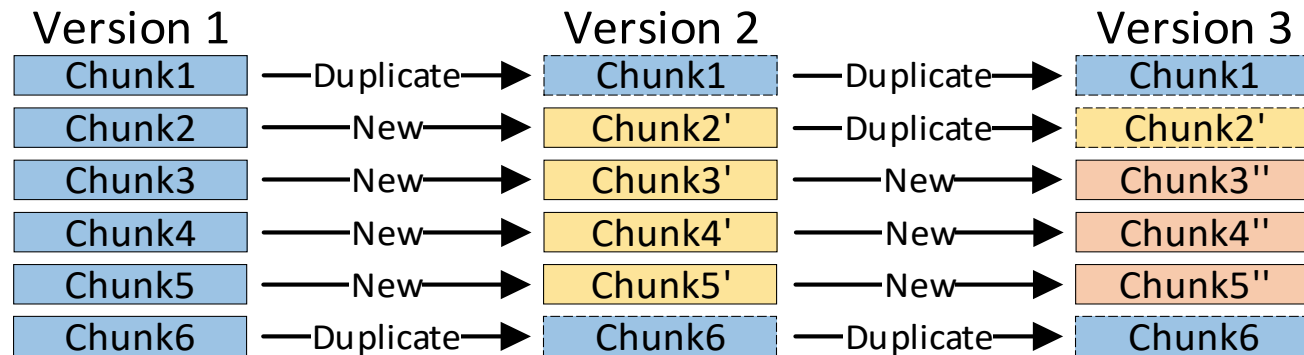 Version 1 Version 2 Version 3
Chunk1 Duplicate Chunk1 Duplicate Chunk1
Chunk2 New Chunk2' Duplicate Chunk2'
Chunk3 New Chunk3' New Chunk3''
Chunk4 New Chunk4' New Chunk4''
Chunk5 New Chunk5' New Chunk5''
Chunk6 Duplicate Chunk6 Duplicate Chunk6